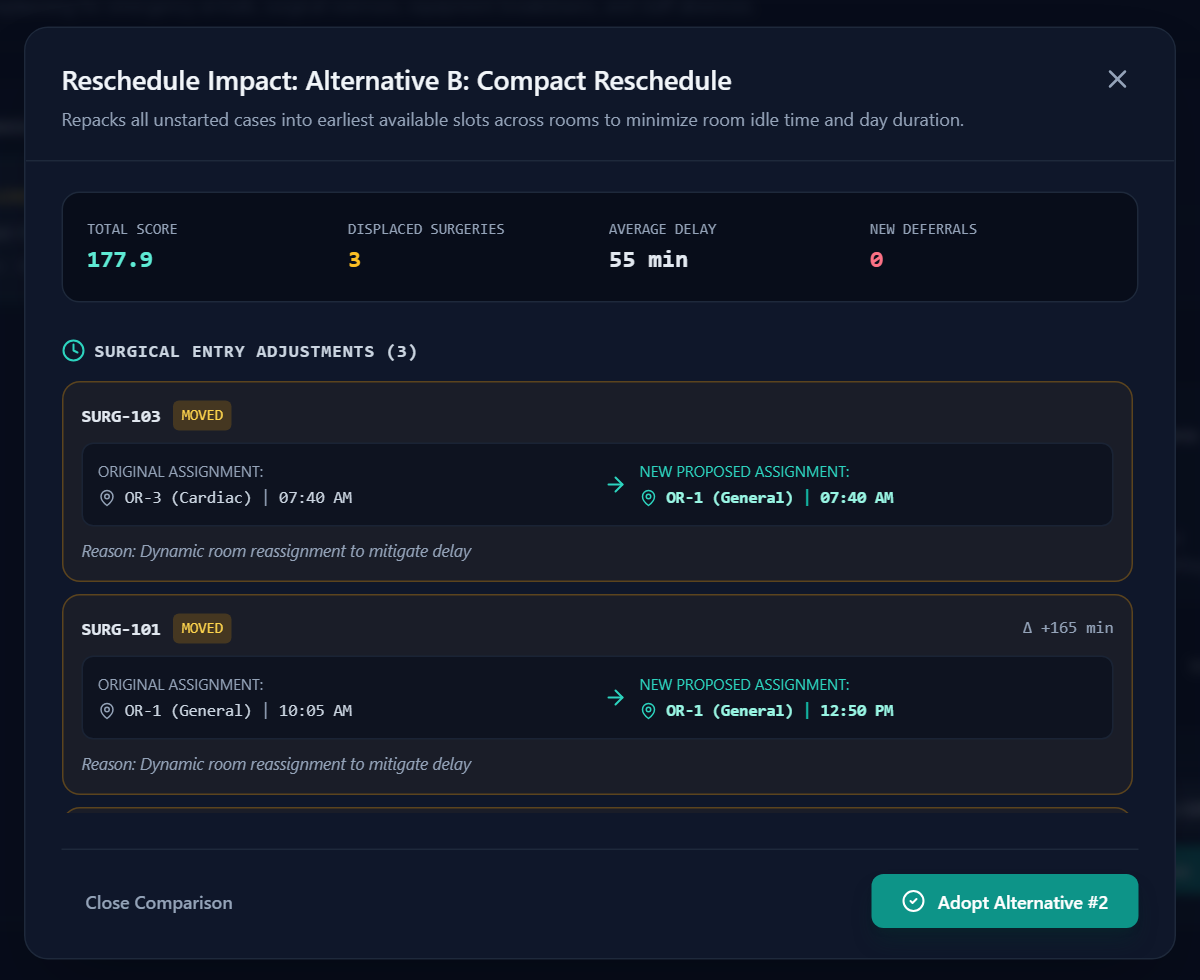 Reschedule Impact: Alternative B: Compact Reschedule
Repacks all unstarted cases into earliest available slots across rooms to minimize room idle time and day duration.
TOTAL SCORE
177.9
DISPLACED SURGERIES
3
AVERAGE DELAY
55 min
NEW DEFERRALS
0
SURGICAL ENTRY ADJUSTMENTS (3)
SURG-103 MOVED
ORIGINAL ASSIGNMENT:
OR-3 (Cardiac) | 07:40 AM
NEW PROPOSED ASSIGNMENT:
OR-1 (General) | 07:40 AM
Reason: Dynamic room reassignment to mitigate delay
SURG-101 MOVED Δ +165 min
ORIGINAL ASSIGNMENT:
OR-1 (General) | 10:05 AM
NEW PROPOSED ASSIGNMENT:
OR-1 (General) | 12:50 PM
Reason: Dynamic room reassignment to mitigate delay
Close Comparison
Adopt Alternative #2